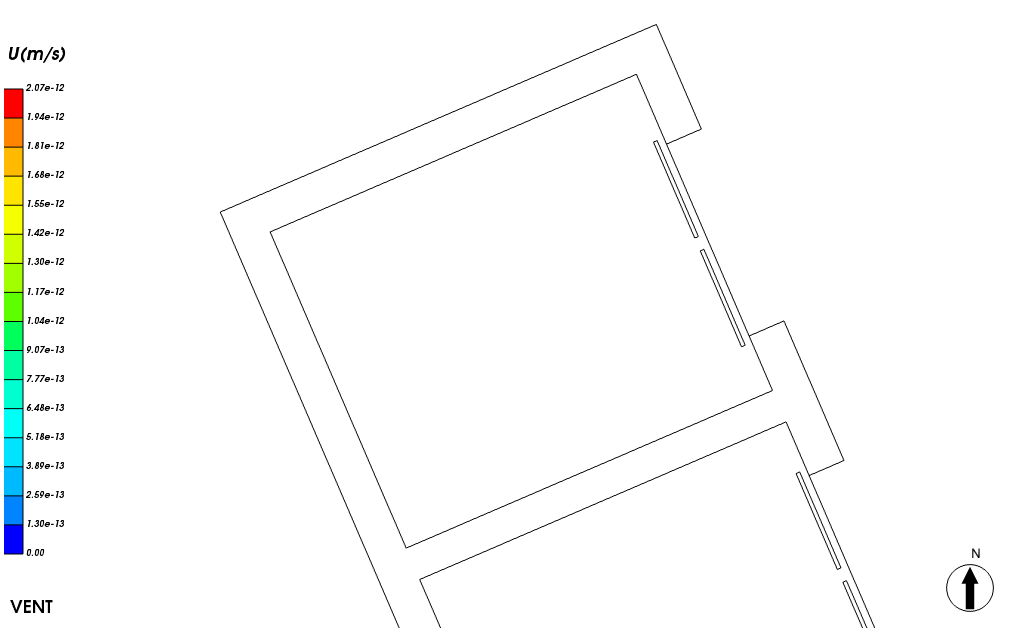 U(m/s)
2.07e-12
1.94e-12
1.81e-12
1.68e-12
1.55e-12
1.42e-12
1.30e-12
1.17e-12
1.04e-12
9.07e-13
7.77e-13
6.48e-13
5.18e-13
3.89e-13
2.59e-13
1.30e-13
0.00
N
VENT